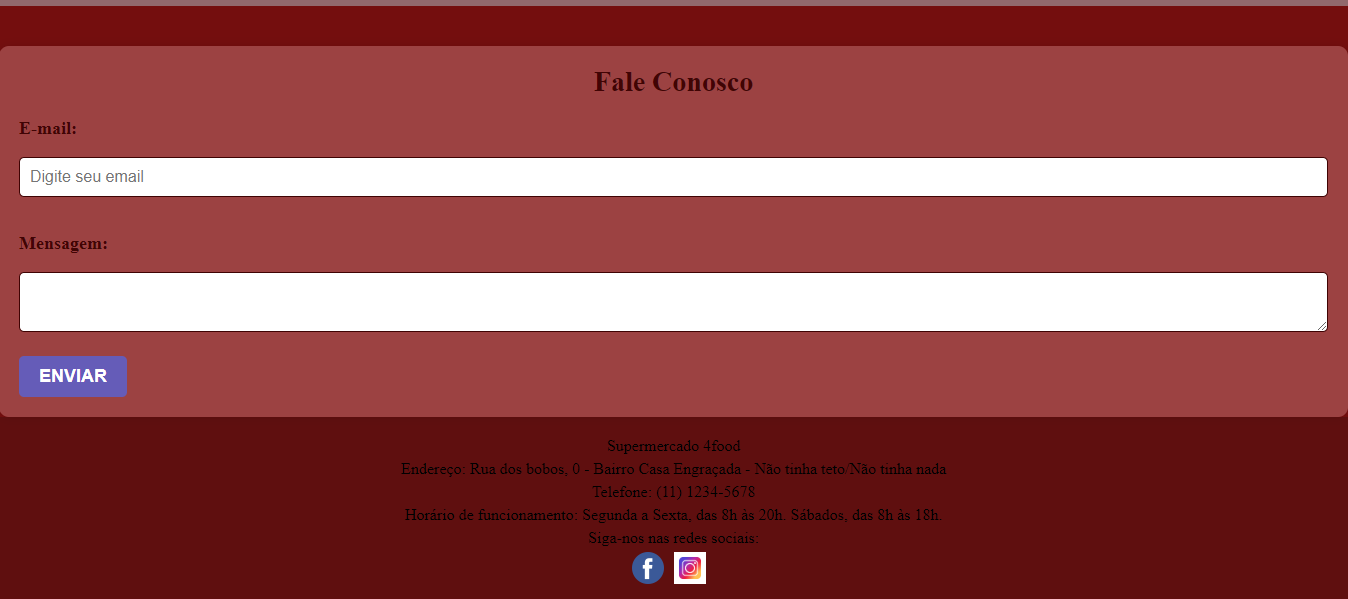 Fale Conosco
E-mail:
Digite seu email
Mensagem:
ENVIAR
Supermercado 4food
Endereço: Rua dos bobos, 0 - Bairro Casa Engraçada - Não tinha teto/Não tinha nada
Telefone: (11) 1234-5678
Horário de funcionamento: Segunda a Sexta, das 8h às 20h. Sábados, das 8h às 18h.
Siga-nos nas redes sociais: